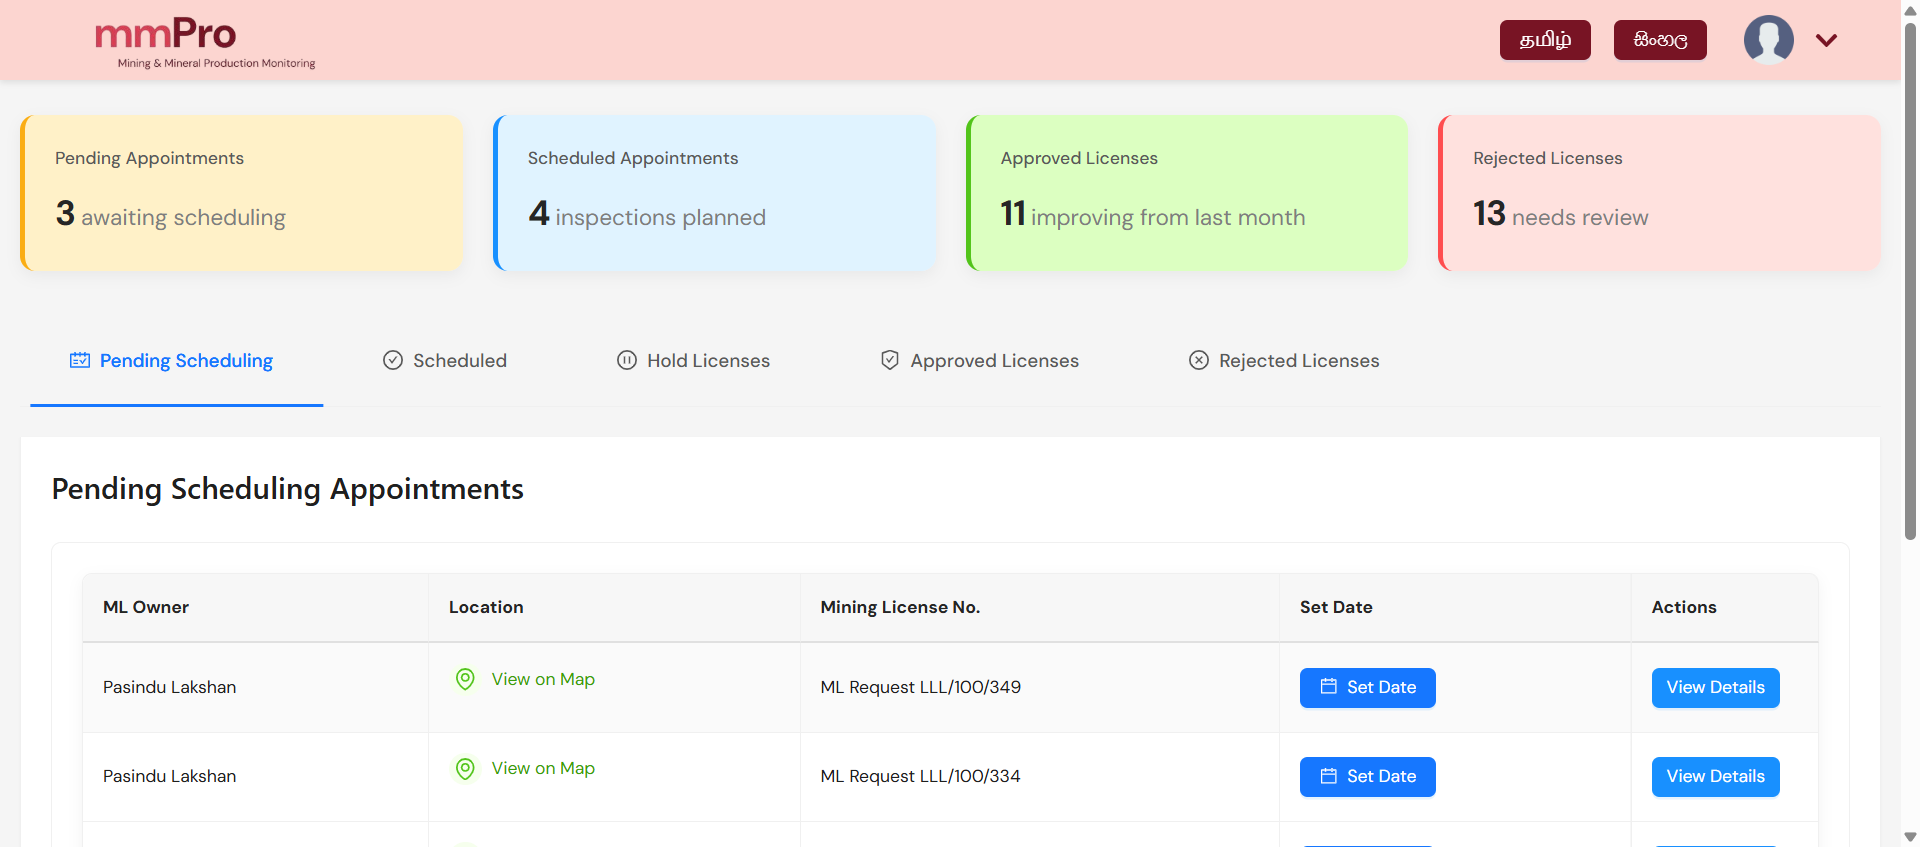 mmPro
Mining & Mineral Production Monitoring
தமிழ்
සිංහල
Pending Appointments
3 awaiting scheduling
Scheduled Appointments
4 inspections planned
Approved Licenses
11 improving from last month
Rejected Licenses
13 needs review
Pending Scheduling
Scheduled
Hold Licenses
Approved Licenses
Rejected Licenses
Pending Scheduling Appointments
ML Owner Location Mining License No. Set Date Actions
Pasindu Lakshan View on Map ML Request LLL/100/349 Set Date View Details
Pasindu Lakshan View on Map ML Request LLL/100/334 Set Date View Details